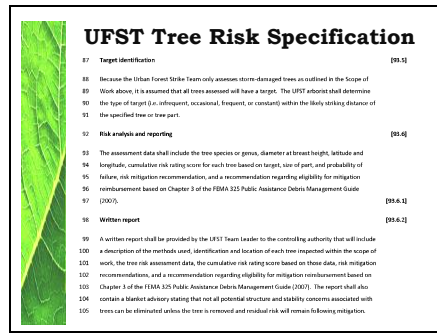 UFST Tree Risk Specification
87 Target identification [93.5]
88 Because the Urban Forest Strike Team only assesses storm-damaged trees as outlined in the Scope of
89 Work above, it is assumed that all trees assessed will have a target. The UFST arborist shall determine
90 the type of target (i.e. infrequent, occasional, frequent, or constant) within the likely striking distance of
91 the specified tree or tree part.
92 Risk analysis and reporting [93.6]
93 The assessment data shall include the tree species or genus, diameter at breast height, latitude and
94 longitude, cumulative risk rating score for each tree based on target, size of part, and probability of
95 failure, risk mitigation recommendation, and a recommendation regarding eligibility for mitigation
96 reimbursement based on Chapter 3 of the FEMA 325 Public Assistance Debris Management Guide
97 (2007). [93.6.1]
98 Written report [93.6.2]
99 A written report shall be provided by the UFST Team Leader to the controlling authority that will include
100 a description of the methods used, identification and location of each tree inspected within the scope of
101 work, the tree risk assessment data, the cumulative risk rating score based on those data, risk mitigation
102 recommendations, and a recommendation regarding eligibility for mitigation reimbursement based on
103 Chapter 3 of the FEMA 325 Public Assistance Debris Management Guide (2007). The report shall also
104 contain a blanket advisory stating that not all potential structure and stability concerns associated with
105 trees can be eliminated unless the tree is removed and residual risk will remain following mitigation.